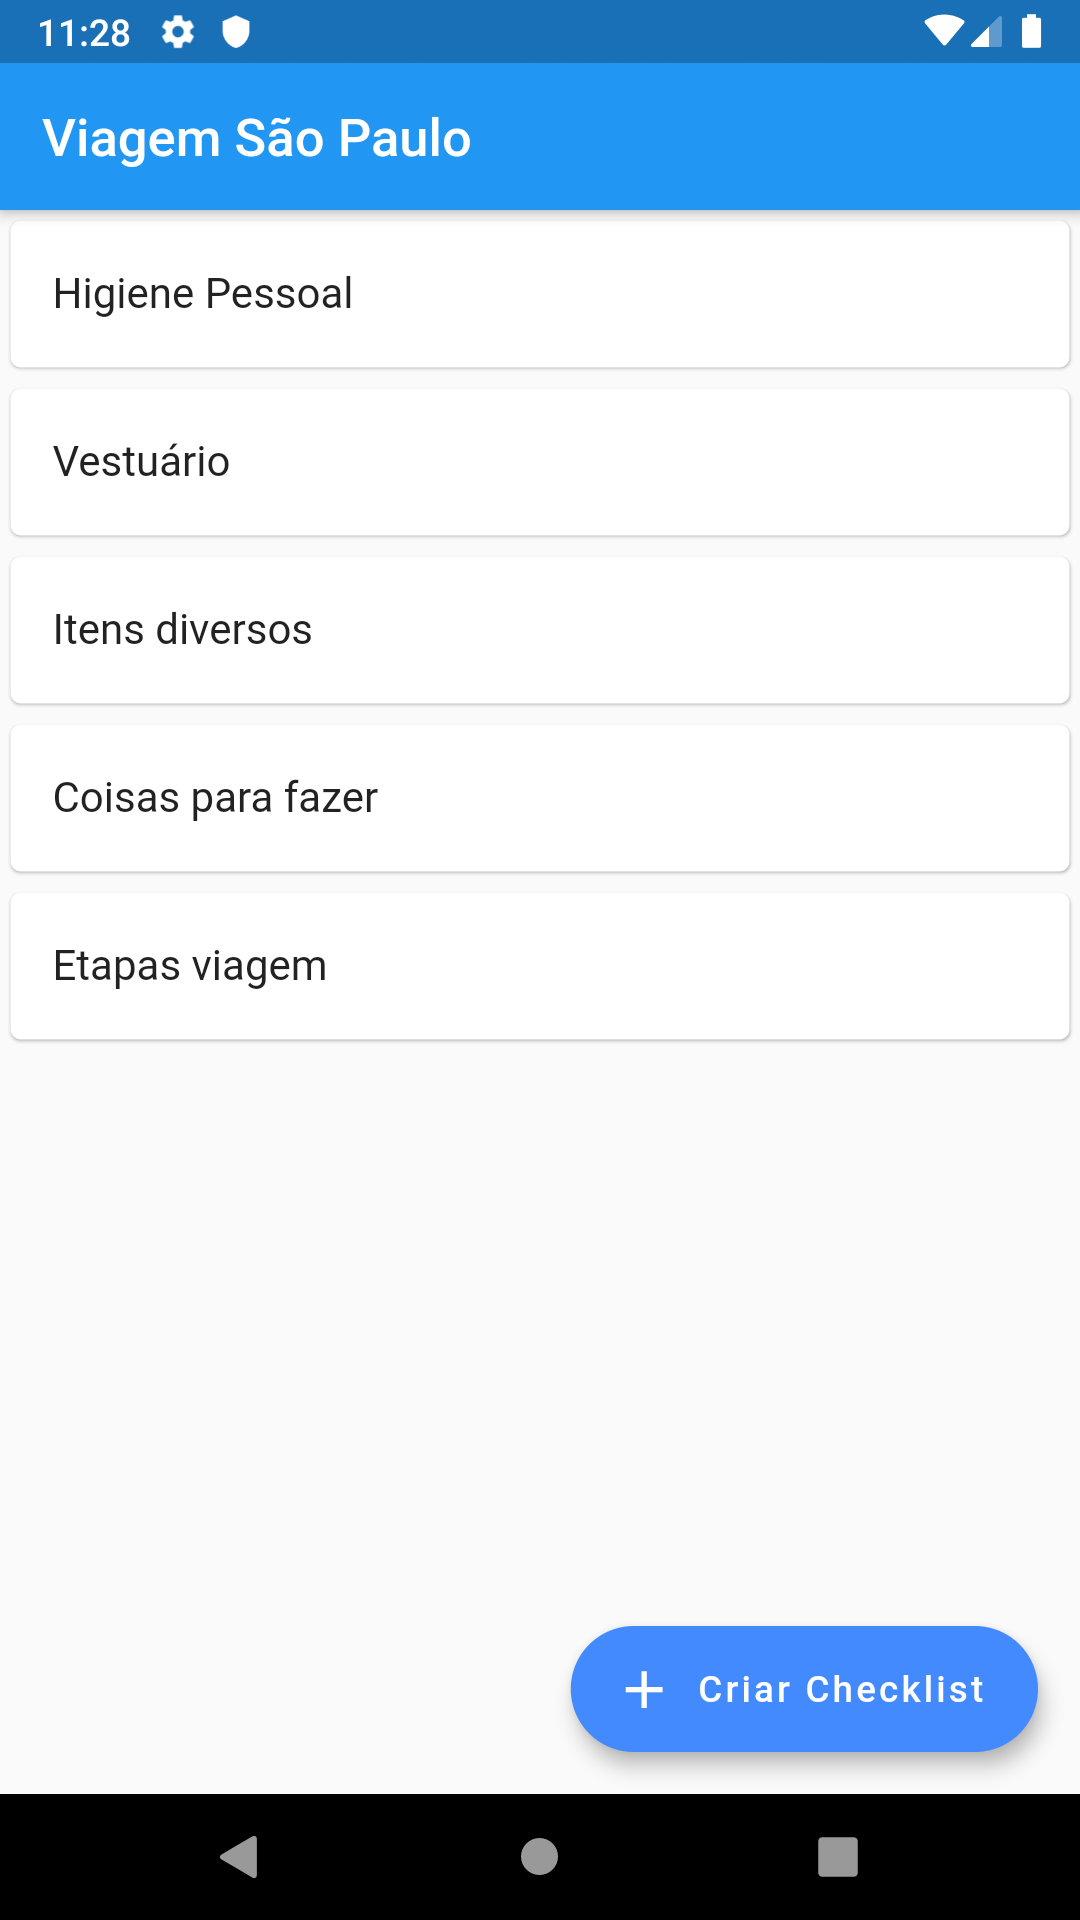 11:28
Viagem São Paulo
Higiene Pessoal
Vestuário
Itens diversos
Coisas para fazer
Etapas viagem
Criar Checklist